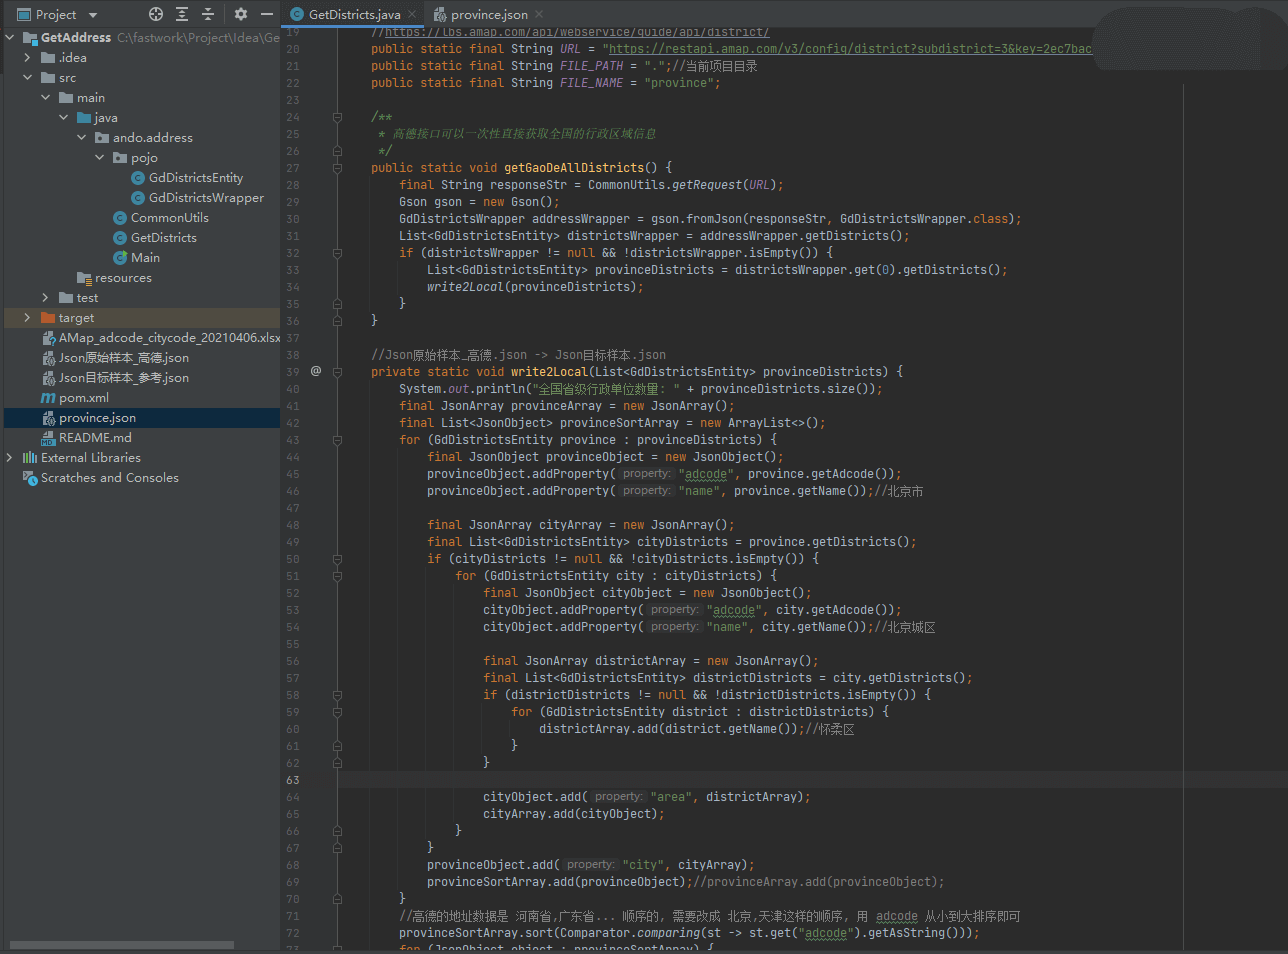 Project
GetDistricts.java
province.json
GetAddress C:\fastwork\Project\Idea\Ge
.idea
src
main
java
ando.address
pojo
GdDistrictsEntity
GdDistrictsWrapper
CommonUtils
GetDistricts
Main
resources
test
target
AMap_adcode_citycode_20210406.xlsx
Json原始样本_高德.json
Json目标样本_参考.json
pom.xml
province.json
README.md
External Libraries
Scratches and Consoles
19 //https://lbs.amap.com/api/webservice/guide/api/district/
20 public static final String URL = "https://restapi.amap.com/v3/config/district?subdistrict=3&key=2ec7bac
21 public static final String FILE_PATH = ".";//当前项目目录
22 public static final String FILE_NAME = "province";
23
24 /**
25 * 高德接口可以一次性直接获取全国的行政区域信息
26 */
27 public static void getGaoDeAllDistricts() {
28 final String responseStr = CommonUtils.getRequest(URL);
29 Gson gson = new Gson();
30 GdDistrictsWrapper addressWrapper = gson.fromJson(responseStr, GdDistrictsWrapper.class);
31 List<GdDistrictsEntity> districtsWrapper = addressWrapper.getDistricts();
32 if (districtsWrapper != null && !districtsWrapper.isEmpty()) {
33 List<GdDistrictsEntity> provinceDistricts = districtsWrapper.get(0).getDistricts();
34 write2Local(provinceDistricts);
35 }
36 }
37
38 //Json原始样本_高德.json -> Json目标样本.json
39 @ private static void write2Local(List<GdDistrictsEntity> provinceDistricts) {
40 System.out.println("全国省级行政单位数量: " + provinceDistricts.size());
41 final JsonArray provinceArray = new JsonArray();
42 final List<JsonObject> provinceSortArray = new ArrayList<>();
43 for (GdDistrictsEntity province : provinceDistricts) {
44 final JsonObject provinceObject = new JsonObject();
45 provinceObject.addProperty( property: "adcode", province.getAdcode());
46 provinceObject.addProperty( property: "name", province.getName());//北京市
47
48 final JsonArray cityArray = new JsonArray();
49 final List<GdDistrictsEntity> cityDistricts = province.getDistricts();
50 if (cityDistricts != null && !cityDistricts.isEmpty()) {
51 for (GdDistrictsEntity city : cityDistricts) {
52 final JsonObject cityObject = new JsonObject();
53 cityObject.addProperty( property: "adcode", city.getAdcode());
54 cityObject.addProperty( property: "name", city.getName());//北京城区
55
56 final JsonArray districtArray = new JsonArray();
57 final List<GdDistrictsEntity> districtDistricts = city.getDistricts();
58 if (districtDistricts != null && !districtDistricts.isEmpty()) {
59 for (GdDistrictsEntity district : districtDistricts) {
60 districtArray.add(district.getName());//怀柔区
61 }
62 }
63
64 cityObject.add( property: "area", districtArray);
65 cityArray.add(cityObject);
66 }
67 }
68 provinceObject.add( property: "city", cityArray);
69 provinceSortArray.add(provinceObject);//provinceArray.add(provinceObject);
70 }
71 //高德的地址数据是 河南省,广东省... 顺序的, 需要改成 北京,天津这样的顺序, 用 adcode 从小到大排序即可
72 provinceSortArray.sort(Comparator.comparing(st -> st.get("adcode").getAsString()));
73 for (JsonObject object : provinceSortArray) {